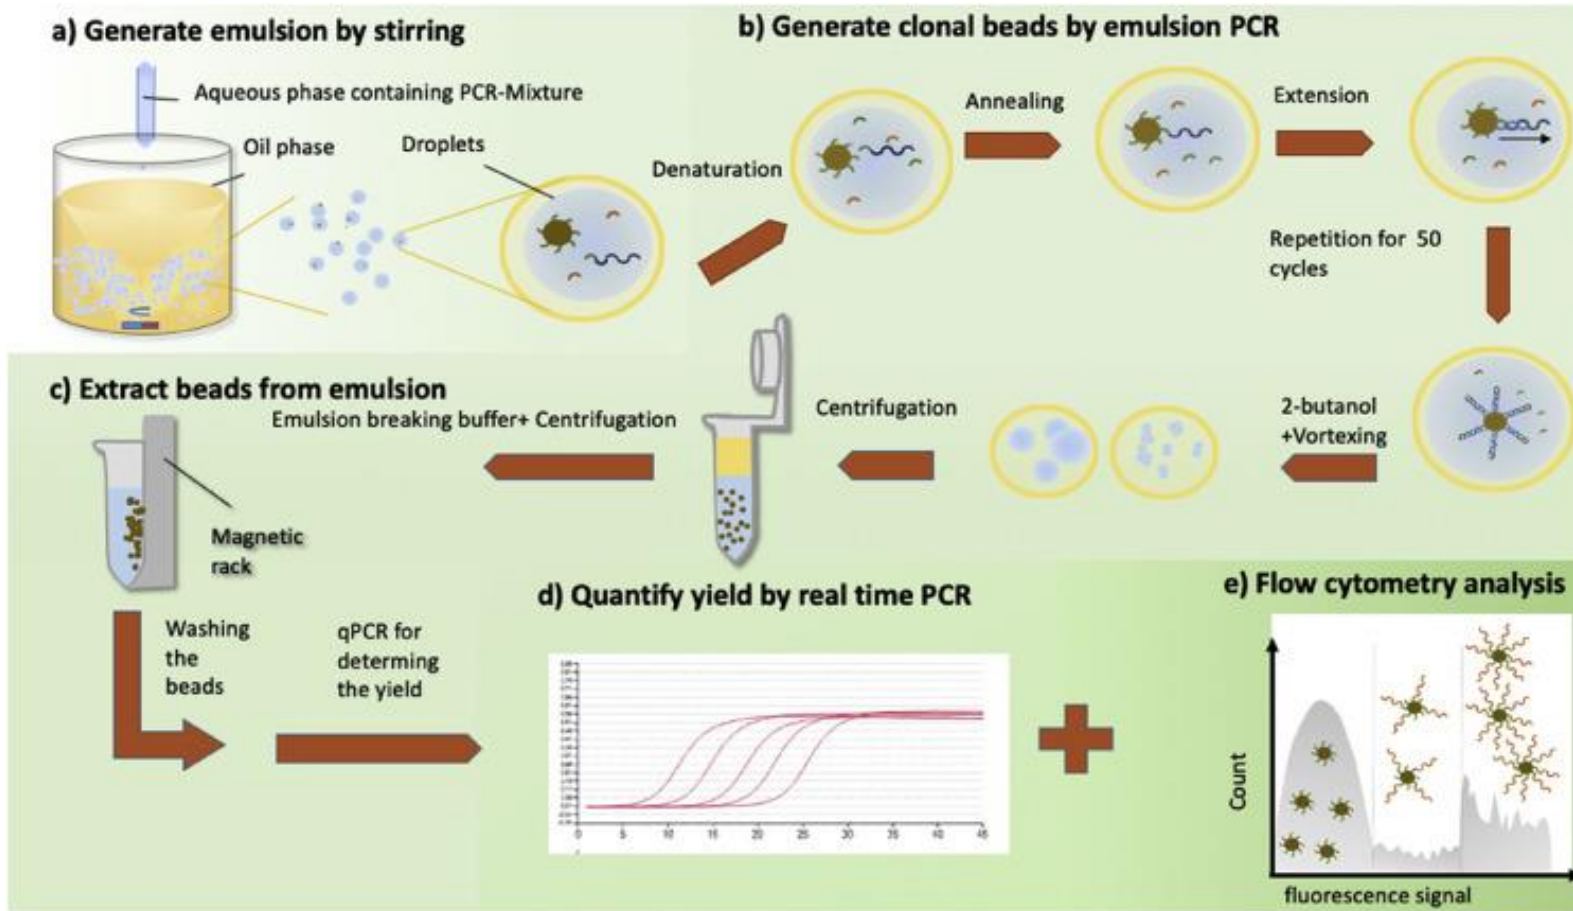 a) Generate emulsion by stirring
Aqueous phase containing PCR-Mixture
Oil phase
Droplets
b) Generate clonal beads by emulsion PCR
Denaturation
Annealing
Extension
Repetition for 50
cycles
2-butanol
+Vortexing
Centrifugation
c) Extract beads from emulsion
Emulsion breaking buffer+ Centrifugation
Magnetic
rack
Washing
the
beads
qPCR for
determing
the yield
d) Quantify yield by real time PCR
0 5 10 15 20 25 30 35 40 45
e) Flow cytometry analysis
Count
fluorescence signal